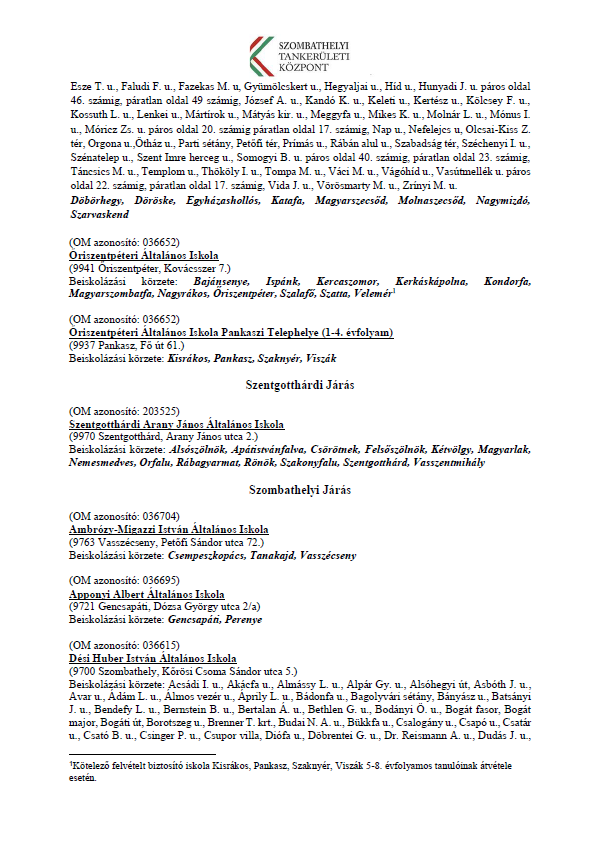 SZOMBATHELYI
TANKERÜLETI
KÖZPONT
Esze T. u., Faludi F. u., Fazekas M. u, Gyümölcskert u., Hegyaljai u., Híd u., Hunyadi J. u. páros oldal
46. számig, páratlan oldal 49 számig, József A. u., Kandó K. u., Keleti u., Kertész u., Kölcsey F. u.,
Kossuth L. u., Lenkei u., Mártírok u., Mátyás kir. u., Meggyfa u., Mikes K. u., Molnár L. u., Mónus I.
u., Móricz Zs. u. páros oldal 20. számig páratlan oldal 17. számig, Nap u., Nefelejcs u, Olcsai-Kiss Z.
tér, Orgona u.,Ótház u., Parti sétány, Petőfi tér, Prímás u., Rábán alul u., Szabadság tér, Széchenyi I. u.,
Szénatelep u., Szent Imre herceg u., Somogyi B. u. páros oldal 40. számig, páratlan oldal 23. számig,
Táncsics M. u., Templom u., Thököly I. u., Tompa M. u., Váci M. u., Vágóhíd u., Vasútmellék u. páros
oldal 22. számig, páratlan oldal 17. számig, Vida J. u., Vörösmarty M. u., Zrínyi M. u.
Döbörhegy, Döröske, Egyházashollós, Katafa, Magyarszecsőd, Molnaszecsőd, Nagymizdó,
Szarvaskend
(OM azonosító: 036652)
Őriszentpéteri Általános Iskola
(9941 Őriszentpéter, Kovácsszer 7.)
Beiskolázási körzete: Bajánsenye, Ispánk, Kercaszomor, Kerkáskápolna, Kondorfa,
Magyarszombatfa, Nagyrákos, Őriszentpéter, Szalafő, Szatta, Velemér¹
(OM azonosító: 036652)
Őriszentpéteri Általános Iskola Pankaszi Telephelye (1-4. évfolyam)
(9937 Pankasz, Fő út 61.)
Beiskolázási körzete: Kisrákos, Pankasz, Szaknyér, Viszák
Szentgotthárdi Járás
(OM azonosító: 203525)
Szentgotthárdi Arany János Általános Iskola
(9970 Szentgotthárd, Arany János utca 2.)
Beiskolázási körzete: Alsószölnök, Apátistvánfalva, Csörötnek, Felsőszölnök, Kétvölgy, Magyarlak,
Nemesmedves, Orfalu, Rábagyarmat, Rönök, Szakonyfalu, Szentgotthárd, Vasszentmihály
Szombathelyi Járás
(OM azonosító: 036704)
Ambrózy-Migazzi István Általános Iskola
(9763 Vasszécseny, Petőfi Sándor utca 72.)
Beiskolázási körzete: Csempeszkopács, Tanakajd, Vasszécseny
(OM azonosító: 036695)
Apponyi Albert Általános Iskola
(9721 Gencsapáti, Dózsa György utca 2/a)
Beiskolázási körzete: Gencsapáti, Perenye
(OM azonosító: 036615)
Dési Huber István Általános Iskola
(9700 Szombathely, Kőrösi Csoma Sándor utca 5.)
Beiskolázási körzete: Acsádi I. u., Akácfa u., Almássy L. u., Alpár Gy. u., Alsóhegyi út, Asbóth J. u.,
Avar u., Ádám L. u., Álmos vezér u., Áprily L. u., Bádonfa u., Bagolyvári sétány, Bányász u., Batsányi
J. u., Bendefy L. u., Bernstein B. u., Bertalan Á. u., Bethlen G. u., Bodányi Ö. u., Bogát fasor, Bogát
major, Bogáti út, Borotszeg u., Brenner T. krt., Budai N. A. u., Bükkfa u., Csalogány u., Csapó u., Csatár
u., Csató B. u., Csinger P. u., Csupor villa, Diófa u., Döbrentei G. u., Dr. Reismann A. u., Dudás J. u.,
¹Kötelező felvételt biztosító iskola Kisrákos, Pankasz, Szaknyér, Viszák 5-8. évfolyamos tanulóinak átvétele
esetén.